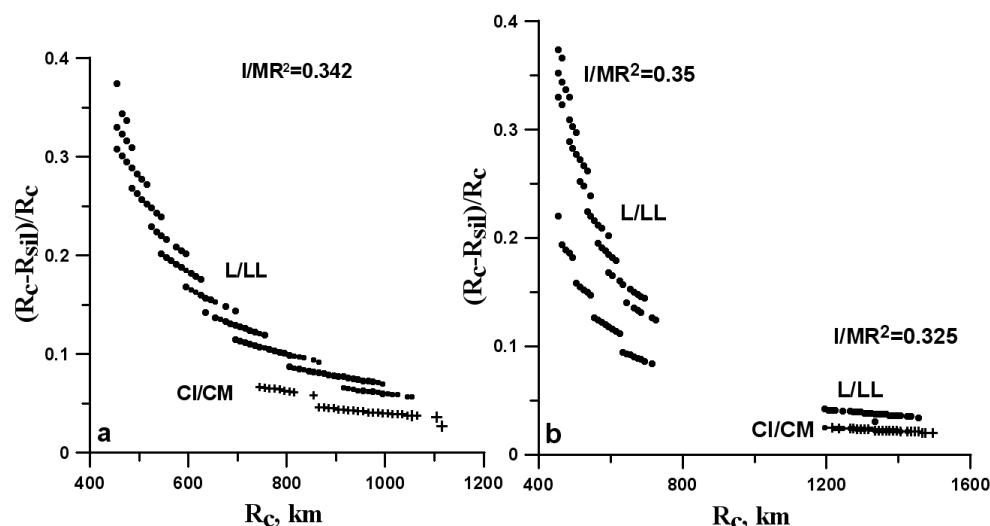 0.4
0.3
0.2
0.1
0
(Rc-Rsil)/Rc
I/MR²=0.342
L/LL
CI/CM
a
400 600 800 1000
Rc, km
0.4
0.3
0.2
0.1
0
(Rc-Rsil)/Rc
I/MR²=0.35
L/LL
I/MR²=0.325
L/LL
CI/CM
b
400 800 1200 1600
Rc, km